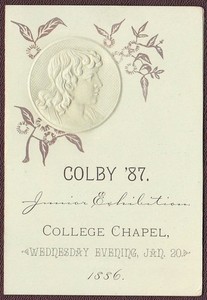 COLBY '87.
Junior Exhibition
COLLEGE CHAPEL,
WEDNESDAY EVENING, JAN. 20.
1886.